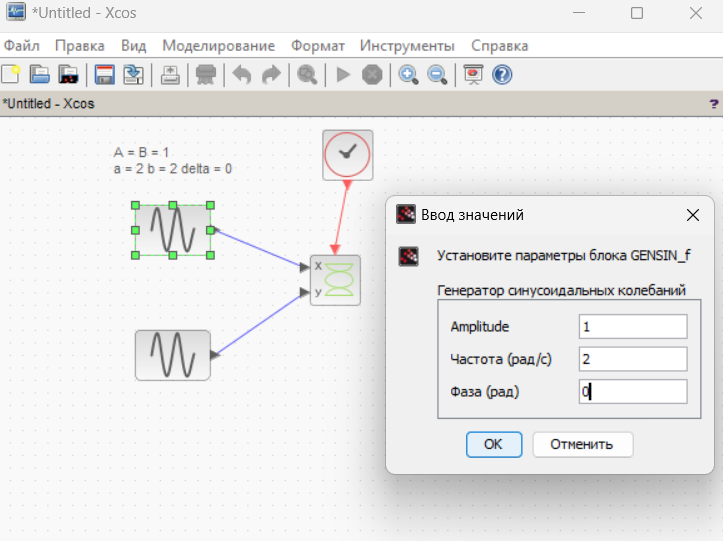 *Untitled - Xcos
Файл Правка Вид Моделирование Формат Инструменты Справка
*Untitled - Xcos ?
A = B = 1
a = 2 b = 2 delta = 0
x
y
Ввод значений
Установите параметры блока GENSIN_f
Генератор синусоидальных колебаний
Amplitude 1
Частота (рад/с) 2
Фаза (рад) 0
OK Отменить